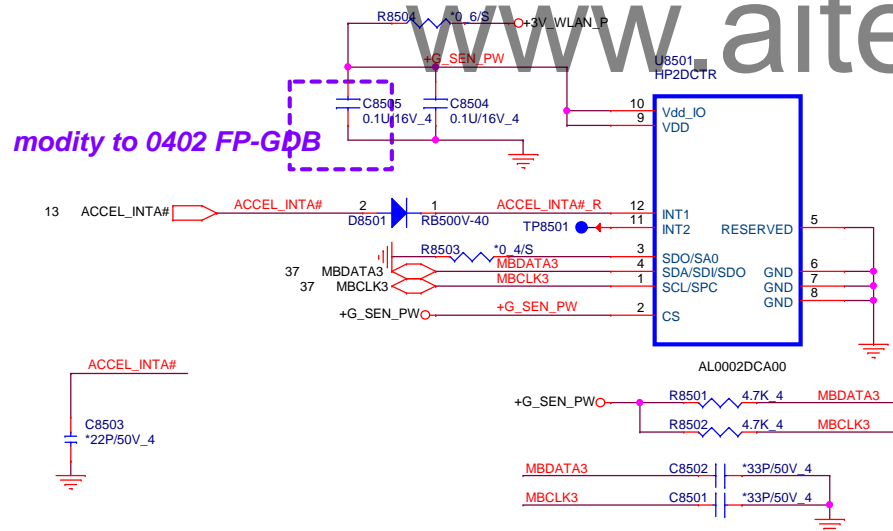 www.aite
R8504 *0_6/S +3V_WLAN_P
+G_SEN_PW
U8501
HP2DCTR
C8505
0.1U/16V_4
C8504
0.1U/16V_4
modity to 0402 FP-GDB
10 Vdd_IO
9 VDD
13 ACCEL_INTA# ACCEL_INTA# 2 1 ACCEL_INTA#_R 12 INT1
D8501 RB500V-40
TP8501 11 INT2
RESERVED 5
R8503 *0_4/S 3 SDO/SA0
37 MBDATA3 MBDATA3 4 SDA/SDI/SDO GND 6
37 MBCLK3 MBCLK3 1 SCL/SPC GND 7
GND 8
+G_SEN_PW +G_SEN_PW 2 CS
AL0002DCA00
ACCEL_INTA#
C8503
*22P/50V_4
+G_SEN_PW R8501 4.7K_4 MBDATA3
R8502 4.7K_4 MBCLK3
MBDATA3 C8502 *33P/50V_4
MBCLK3 C8501 *33P/50V_4